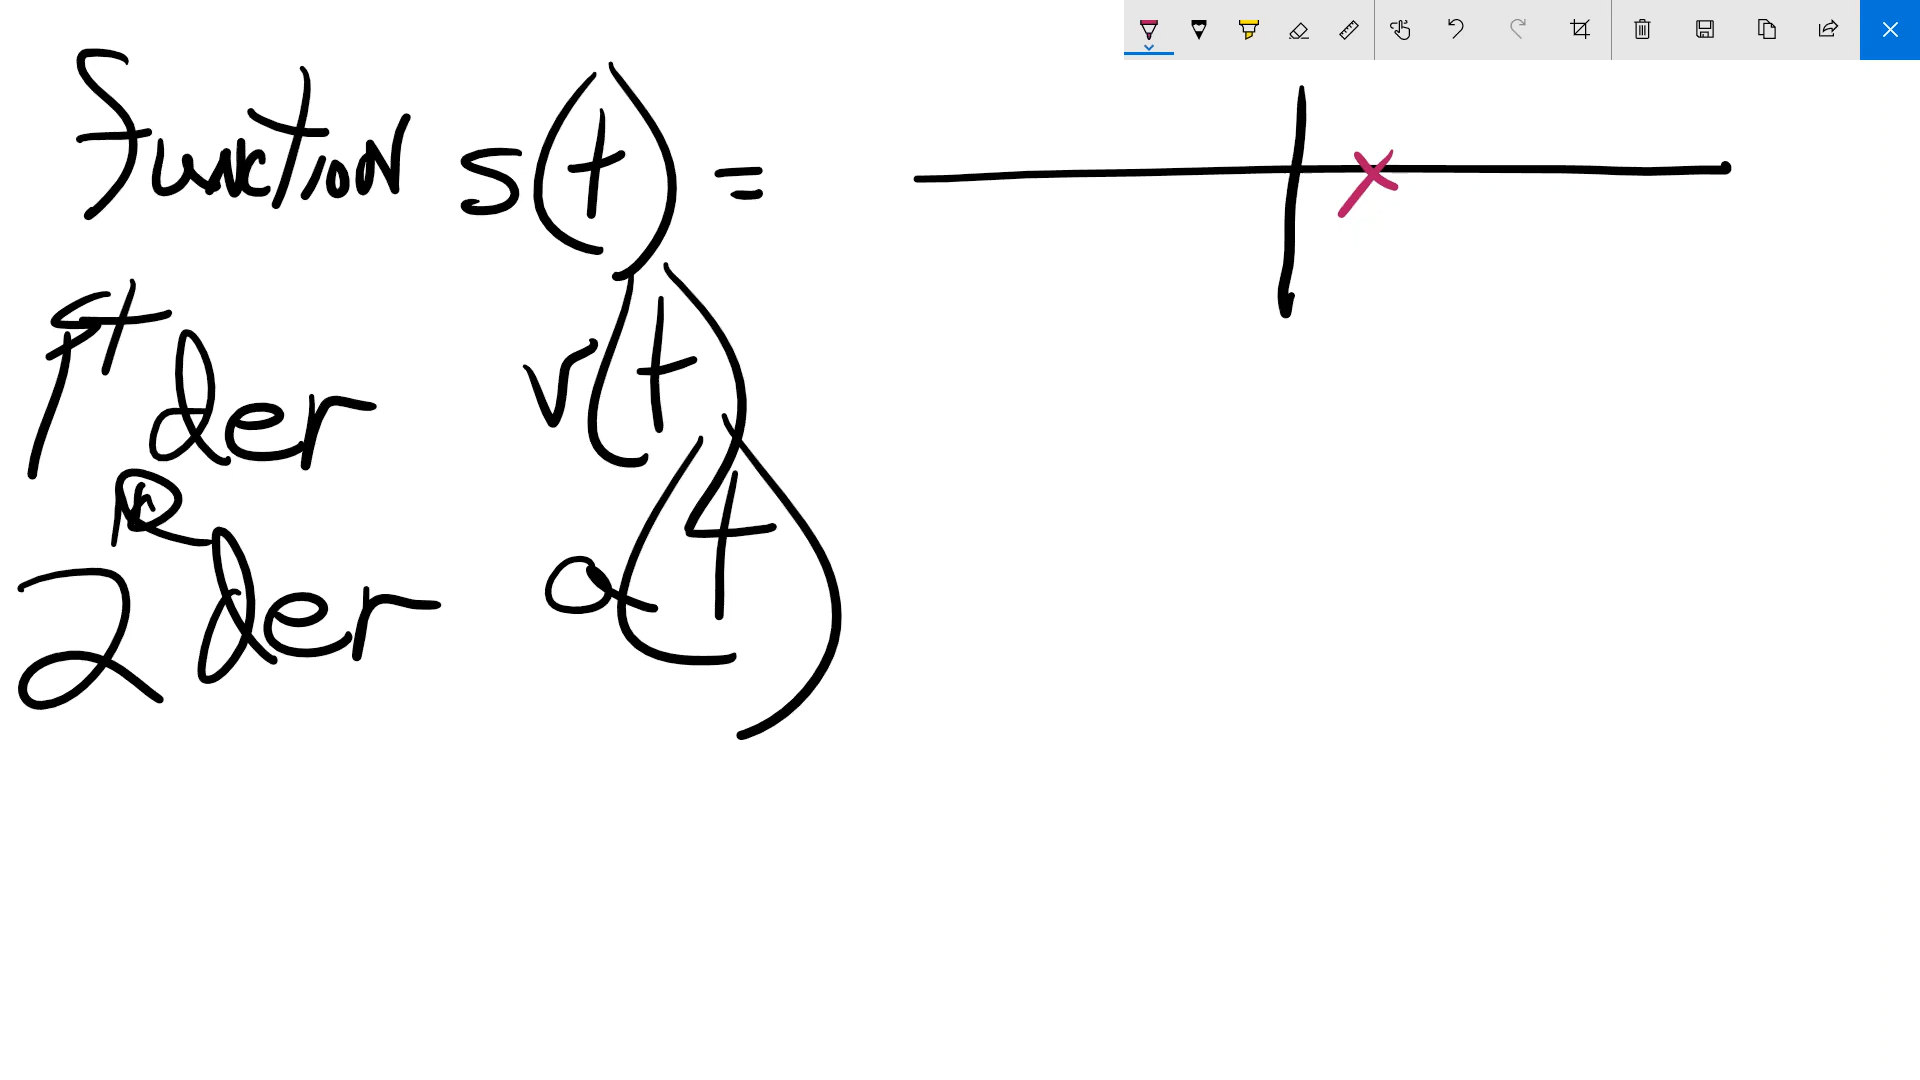 Function s(t) =
1st der v(t)
2nd der a(t)